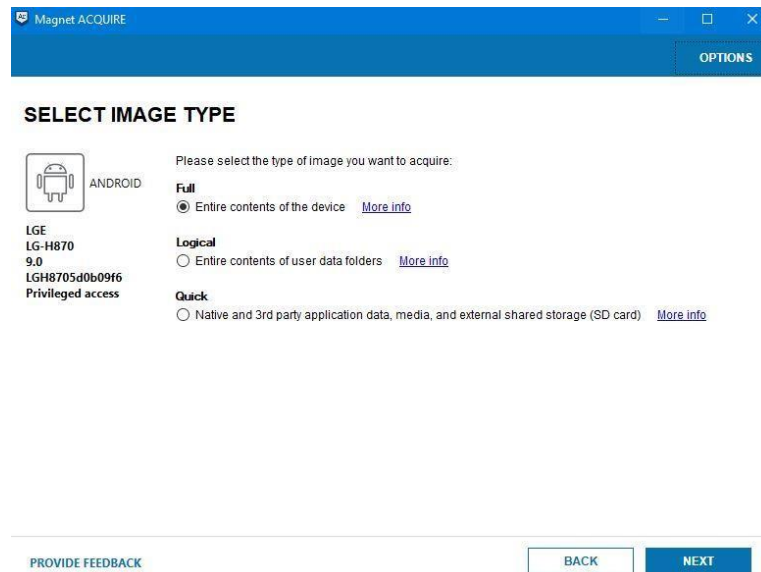 Magnet ACQUIRE
OPTIONS
SELECT IMAGE TYPE
ANDROID
LGE
LG-H870
9.0
LGH8705d0b09f6
Privileged access
Please select the type of image you want to acquire:
Full
Entire contents of the device More info
Logical
Entire contents of user data folders More info
Quick
Native and 3rd party application data, media, and external shared storage (SD card) More info
PROVIDE FEEDBACK
BACK
NEXT